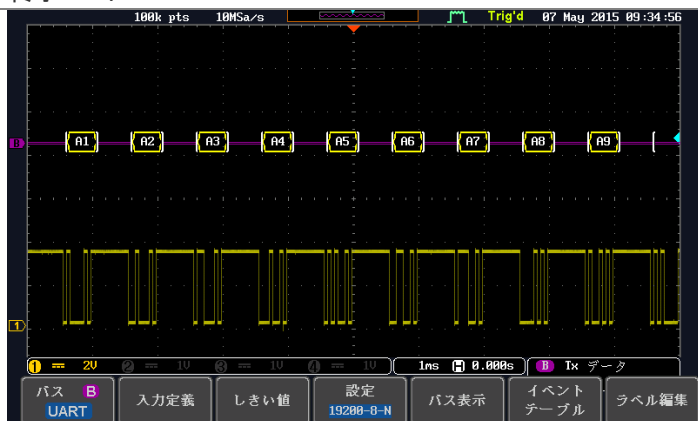 100k pts 10MSa/s Trig'd 07 May 2015 09:34:56
B A1 A2 A3 A4 A5 A6 A7 A8 A9
1
1 2V 2 1V 3 1V 4 1V 1ms H 0.000s B Tx データ
バス B 入力定義 しきい値 設定 バス表示 イベント ラベル編集
UART 19200-8-N テーブル